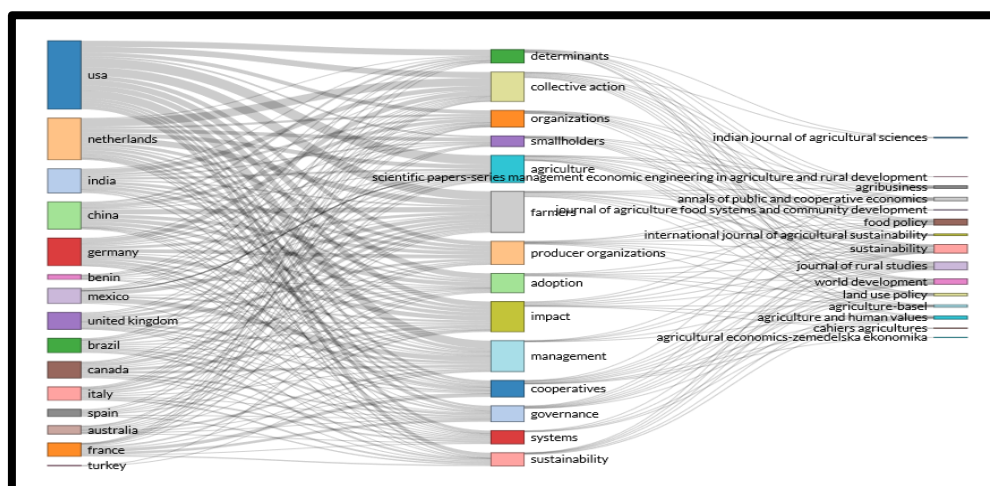 usa
netherlands
india
china
germany
benin
mexico
united kingdom
brazil
canada
italy
spain
australia
france
turkey
determinants
collective action
organizations
smallholders
agriculture
farmers
producer organizations
adoption
impact
management
cooperatives
governance
systems
sustainability
indian journal of agricultural sciences
scientific papers-series management economic engineering in agriculture and rural development
agribusiness
annals of public and cooperative economics
journal of agriculture food systems and community development
food policy
international journal of agricultural sustainability
sustainability
journal of rural studies
world development
land use policy
agriculture-basel
agriculture and human values
cahiers agricultures
agricultural economics-zemedelska ekonomika